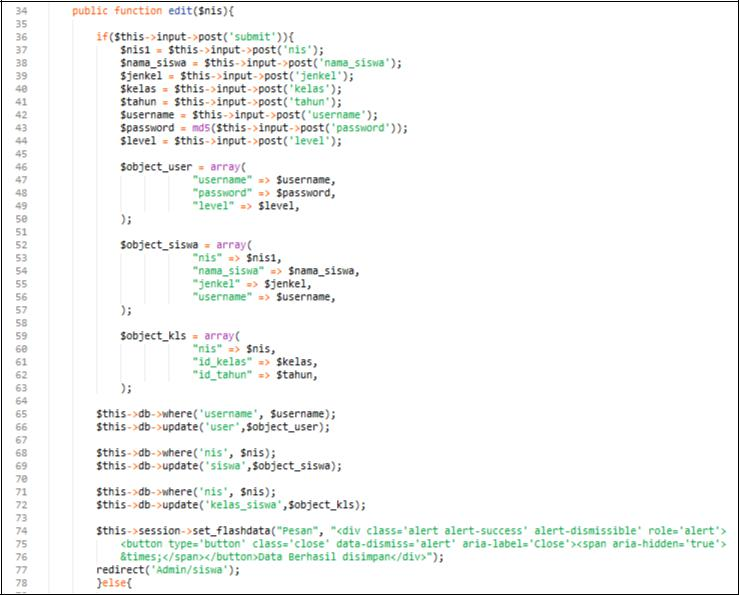 34 public function edit($nis){
35
36 if($this->input->post('submit')){
37 $nis1 = $this->input->post('nis');
38 $nama_siswa = $this->input->post('nama_siswa');
39 $jenkel = $this->input->post('jenkel');
40 $kelas = $this->input->post('kelas');
41 $tahun = $this->input->post('tahun');
42 $username = $this->input->post('username');
43 $password = md5($this->input->post('password'));
44 $level = $this->input->post('level');
45
46 $object_user = array(
47 "username" => $username,
48 "password" => $password,
49 "level" => $level,
50 );
51
52 $object_siswa = array(
53 "nis" => $nis1,
54 "nama_siswa" => $nama_siswa,
55 "jenkel" => $jenkel,
56 "username" => $username,
57 );
58
59 $object_kls = array(
60 "nis" => $nis,
61 "id_kelas" => $kelas,
62 "id_tahun" => $tahun,
63 );
64
65 $this->db->where('username', $username);
66 $this->db->update('user',$object_user);
67
68 $this->db->where('nis', $nis);
69 $this->db->update('siswa',$object_siswa);
70
71 $this->db->where('nis', $nis);
72 $this->db->update('kelas_siswa',$object_kls);
73
74 $this->session->set_flashdata("Pesan", "<div class='alert alert-success' alert-dismissible' role='alert'>
75 <button type='button' class='close' data-dismiss='alert' aria-label='Close'><span aria-hidden='true'>
76 &times;</span></button>Data Berhasil disimpan</div>");
77 redirect('Admin/siswa');
78 }else{